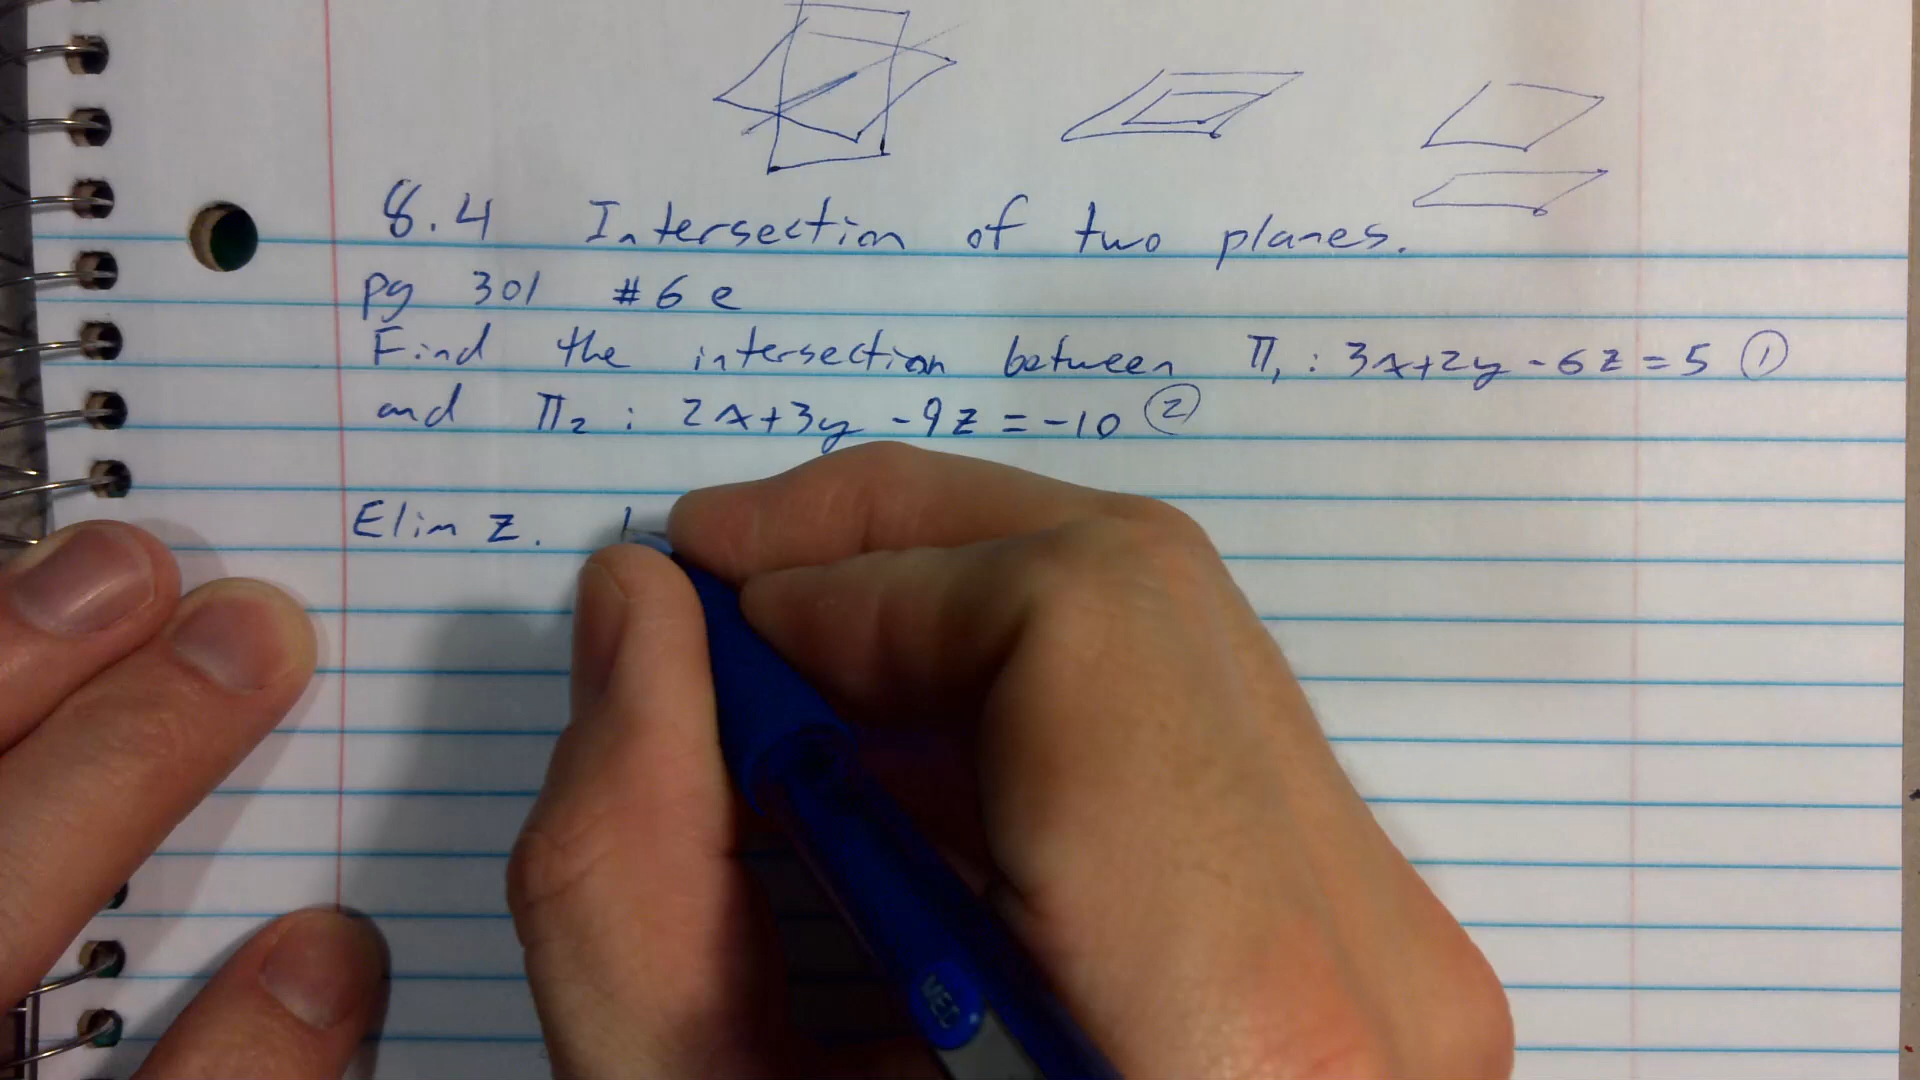 8.4 Intersection of two planes.
pg 301 # 6 e
Find the intersection between π₁ : 3x+2y-6z=5 ①
and π₂ : 2x+3y-9z=-10 ②
Elim z.
MED